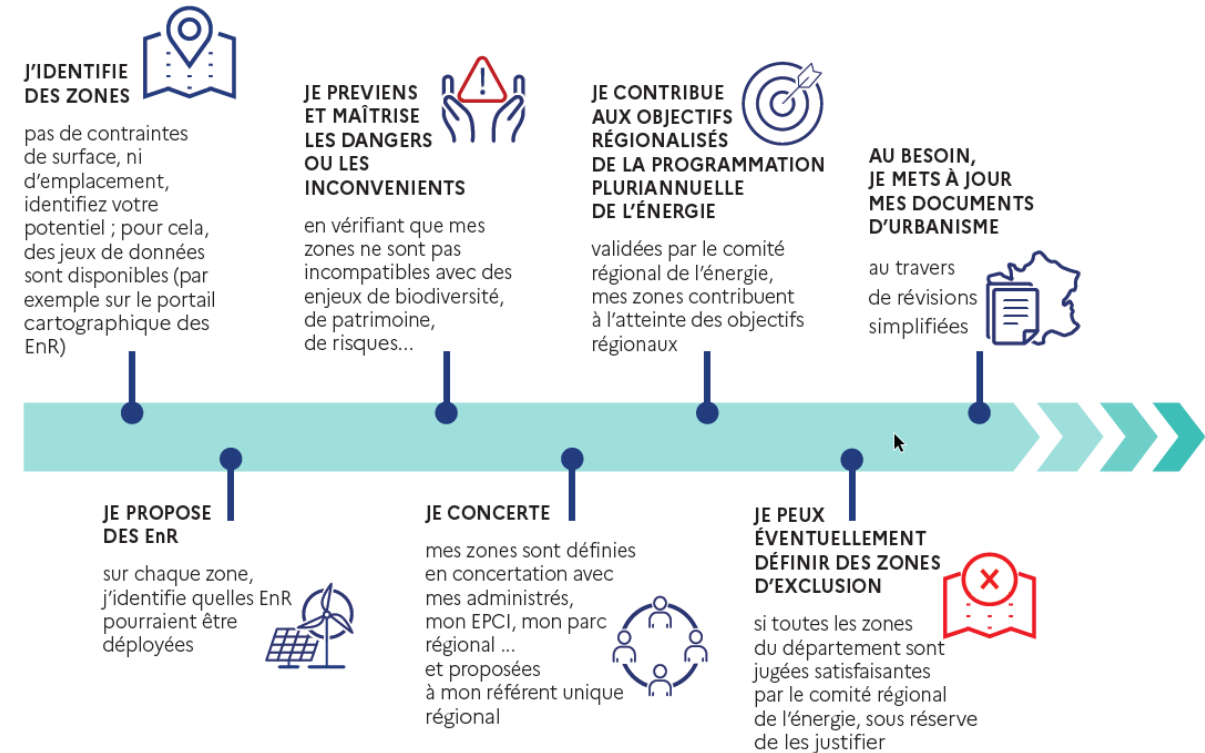 J'IDENTIFIE
DES ZONES
pas de contraintes
de surface, ni
d'emplacement,
identifiez votre
potentiel ; pour cela,
des jeux de données
sont disponibles (par
exemple sur le portail
cartographique des
EnR)
JE PROPOSE
DES EnR
sur chaque zone,
j'identifie quelles EnR
pourraient être
déployées
JE PREVIENS
ET MAÎTRISE
LES DANGERS
OU LES
INCONVENIENTS
en vérifiant que mes
zones ne sont pas
incompatibles avec des
enjeux de biodiversité,
de patrimoine,
de risques...
JE CONCERTE
mes zones sont définies
en concertation avec
mes administrés,
mon EPCI, mon parc
régional ...
et proposées
à mon référent unique
régional
JE CONTRIBUE
AUX OBJECTIFS
RÉGIONALISÉS
DE LA PROGRAMMATION
PLURIANNUELLE
DE L'ÉNERGIE
validées par le comité
régional de l'énergie,
mes zones contribuent
à l'atteinte des objectifs
régionaux
JE PEUX
ÉVENTUELLEMENT
DÉFINIR DES ZONES
D'EXCLUSION
si toutes les zones
du département sont
jugées satisfaisantes
par le comité régional
de l'énergie, sous réserve
de les justifier
AU BESOIN,
JE METS À JOUR
MES DOCUMENTS
D'URBANISME
au travers
de révisions
simplifiées